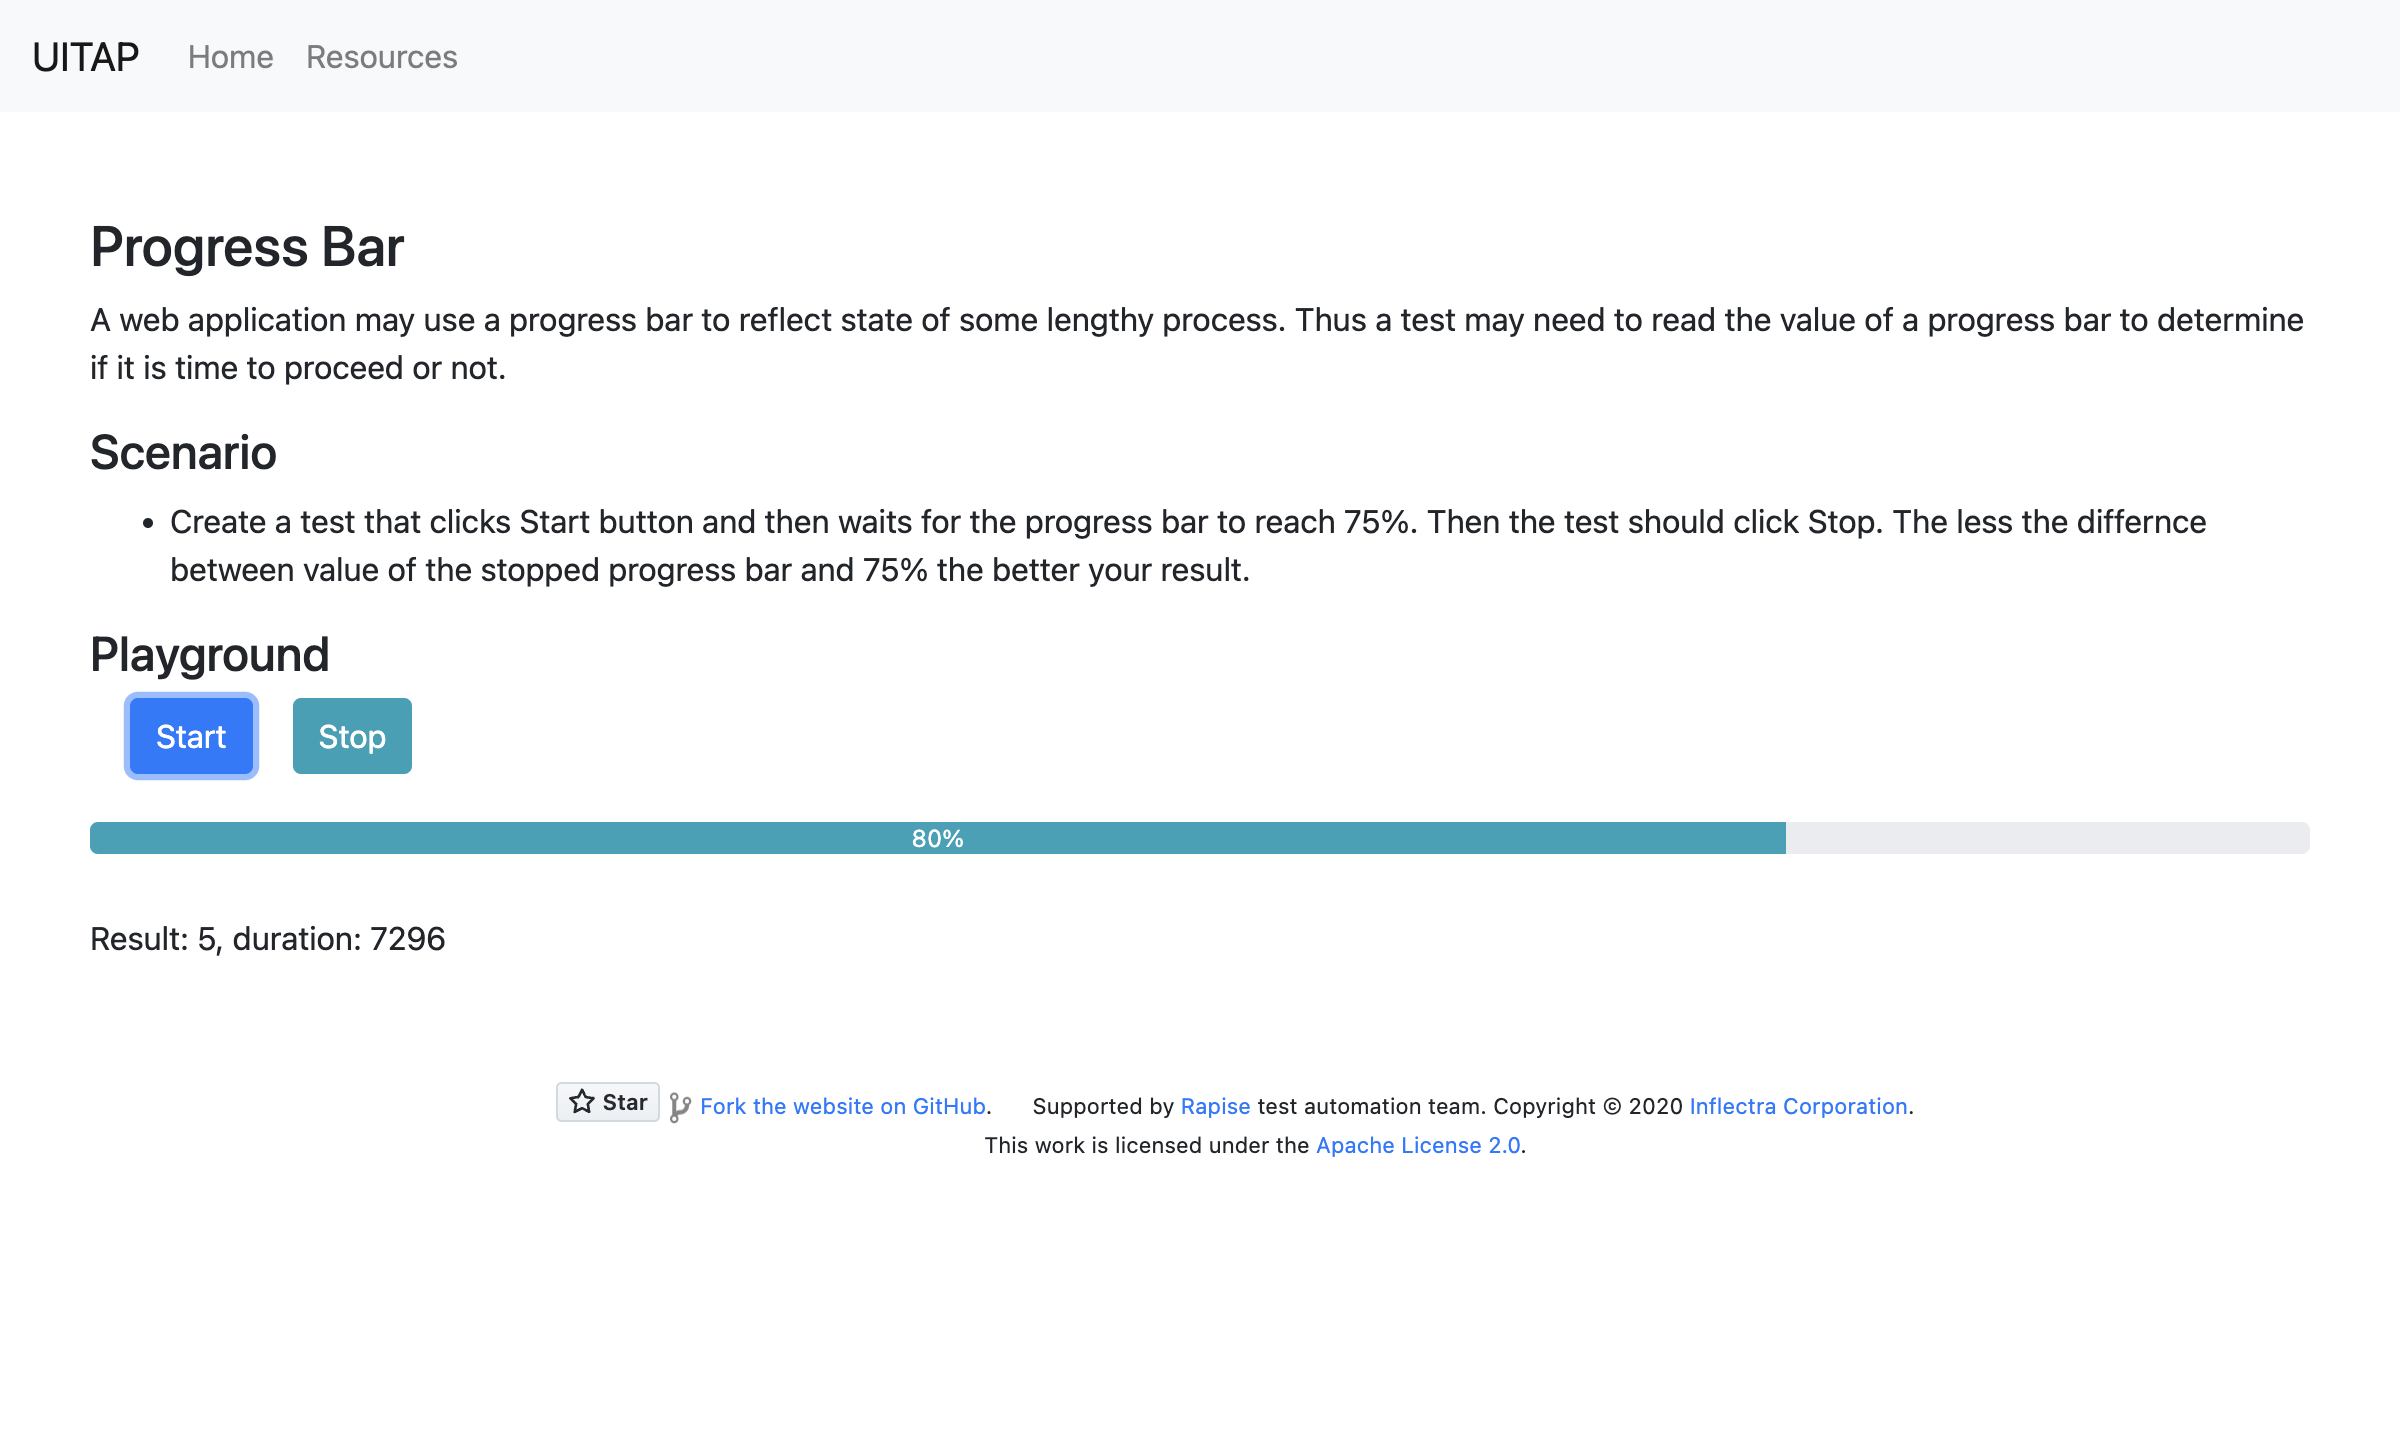 UITAP Home Resources
Progress Bar
A web application may use a progress bar to reflect state of some lengthy process. Thus a test may need to read the value of a progress bar to determine
if it is time to proceed or not.
Scenario
• Create a test that clicks Start button and then waits for the progress bar to reach 75%. Then the test should click Stop. The less the differnce
between value of the stopped progress bar and 75% the better your result.
Playground
Start Stop
80%
Result: 5, duration: 7296
Star Fork the website on GitHub. Supported by Rapise test automation team. Copyright © 2020 Inflectra Corporation.
This work is licensed under the Apache License 2.0.